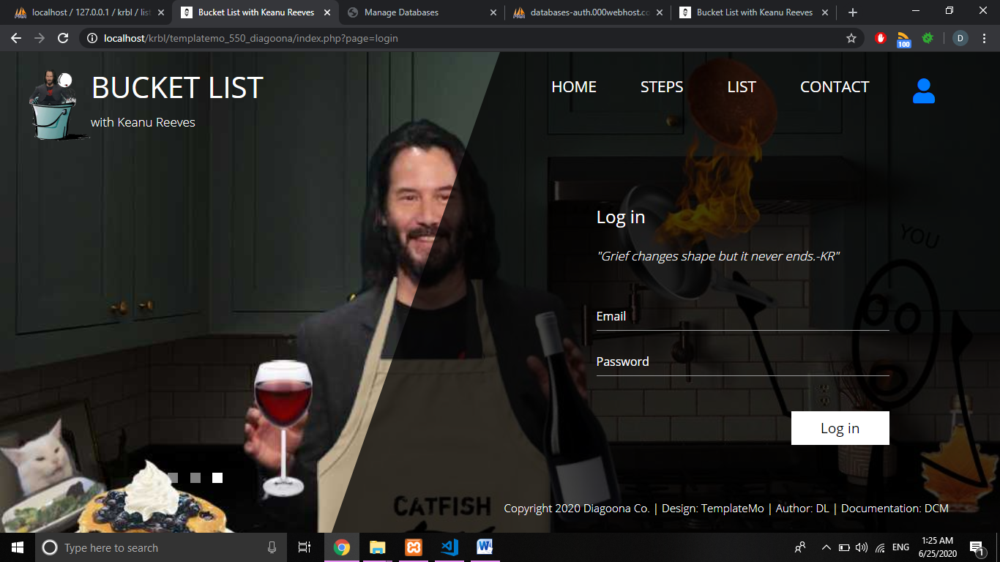 localhost / 127.0.0.1 / krbl / list
Bucket List with Keanu Reeves
Manage Databases
databases-auth.000webhost.co
Bucket List with Keanu Reeves
localhost/krbl/templatemo_550_diagoona/index.php?page=login
100
D
BUCKET LIST
with Keanu Reeves
HOME
STEPS
LIST
CONTACT
Log in
"Grief changes shape but it never ends.-KR"
YOU
Email
Password
Log in
CATFISH
Copyright 2020 Diagoona Co. | Design: TemplateMo | Author: DL | Documentation: DCM
Type here to search
ENG
1:25 AM
6/25/2020
1